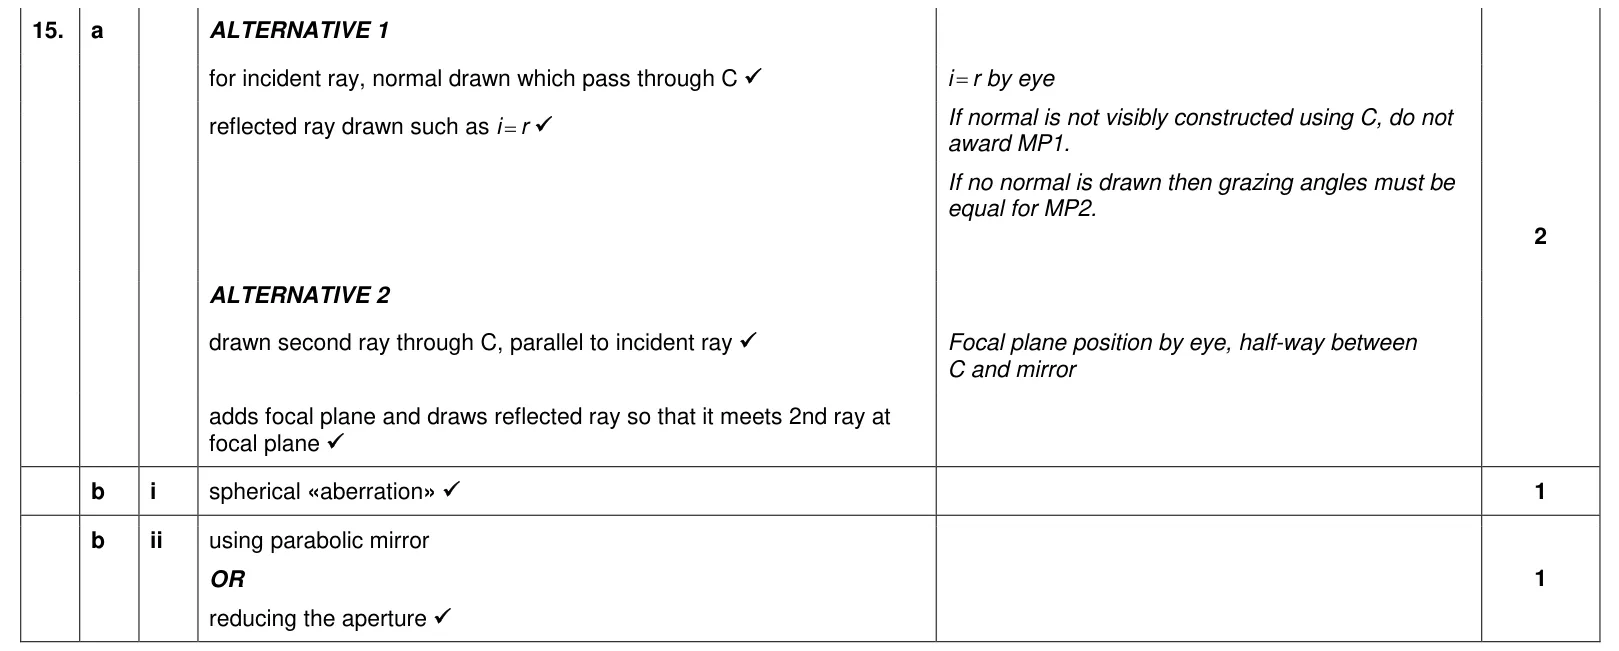 15. a ALTERNATIVE 1
for incident ray, normal drawn which pass through C ✓ i = r by eye
reflected ray drawn such as i = r ✓ If normal is not visibly constructed using C, do not
award MP1.
If no normal is drawn then grazing angles must be
equal for MP2.
2
ALTERNATIVE 2
drawn second ray through C, parallel to incident ray ✓ Focal plane position by eye, half-way between
C and mirror
adds focal plane and draws reflected ray so that it meets 2nd ray at
focal plane ✓
b i spherical «aberration» ✓ 1
b ii using parabolic mirror
OR 1
reducing the aperture ✓